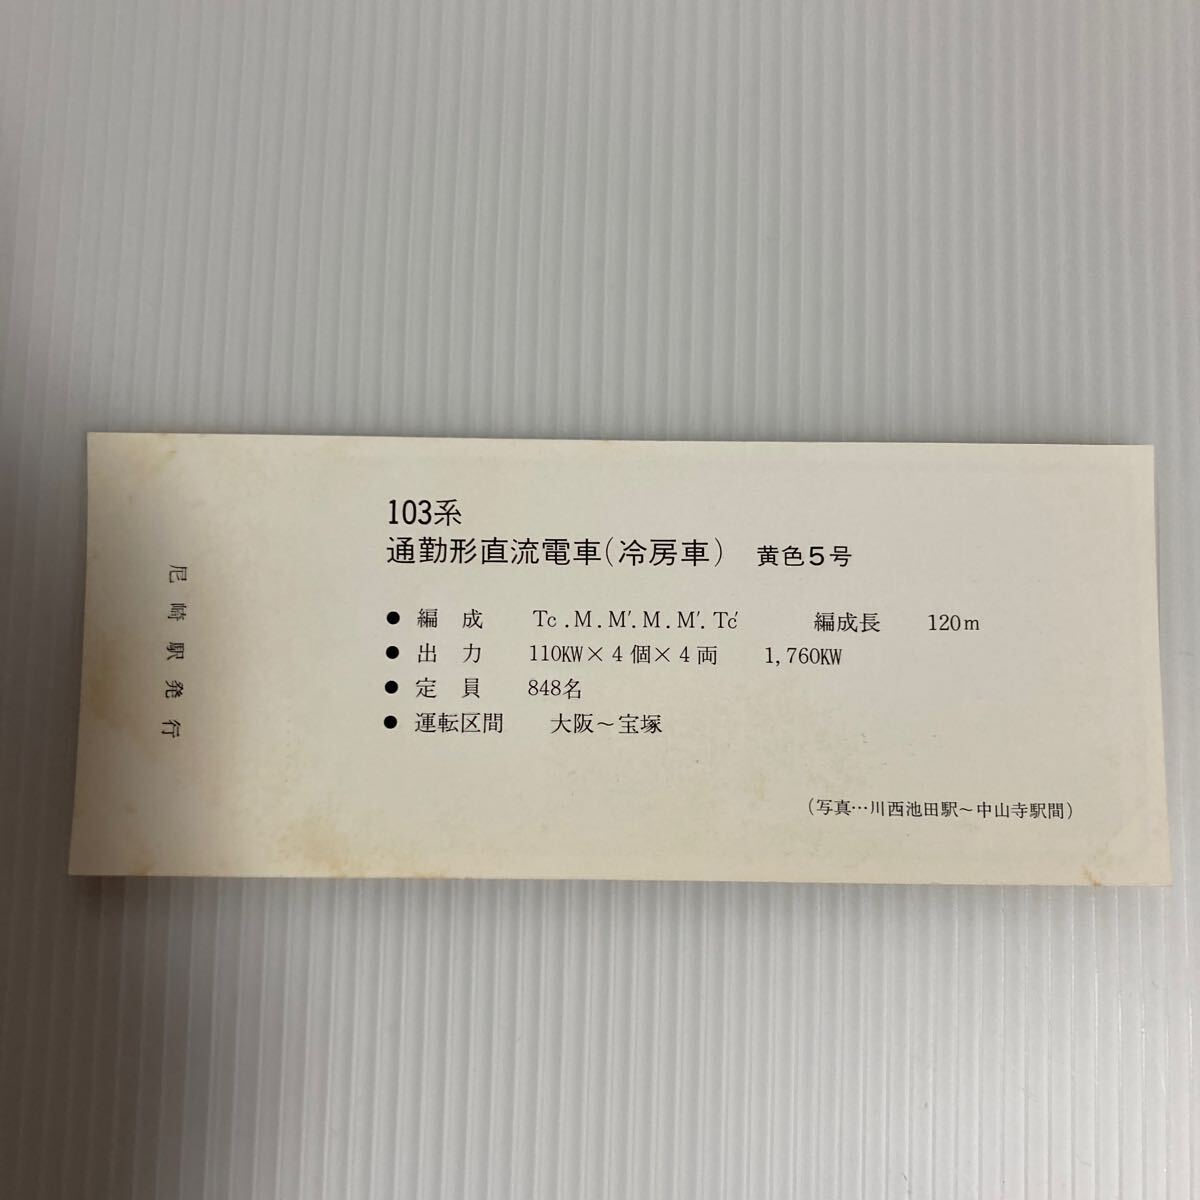 103系
通勤形直流電車(冷房車) 黄色5号
● 編成 Tc.M.M'.M.M'.Tc' 編成長 120m
● 出力 110KW×4個×4両 1,760KW
● 定員 848名
● 運転区間 大阪～宝塚
(写真…川西池田駅～中山寺駅間)
尼崎駅発行